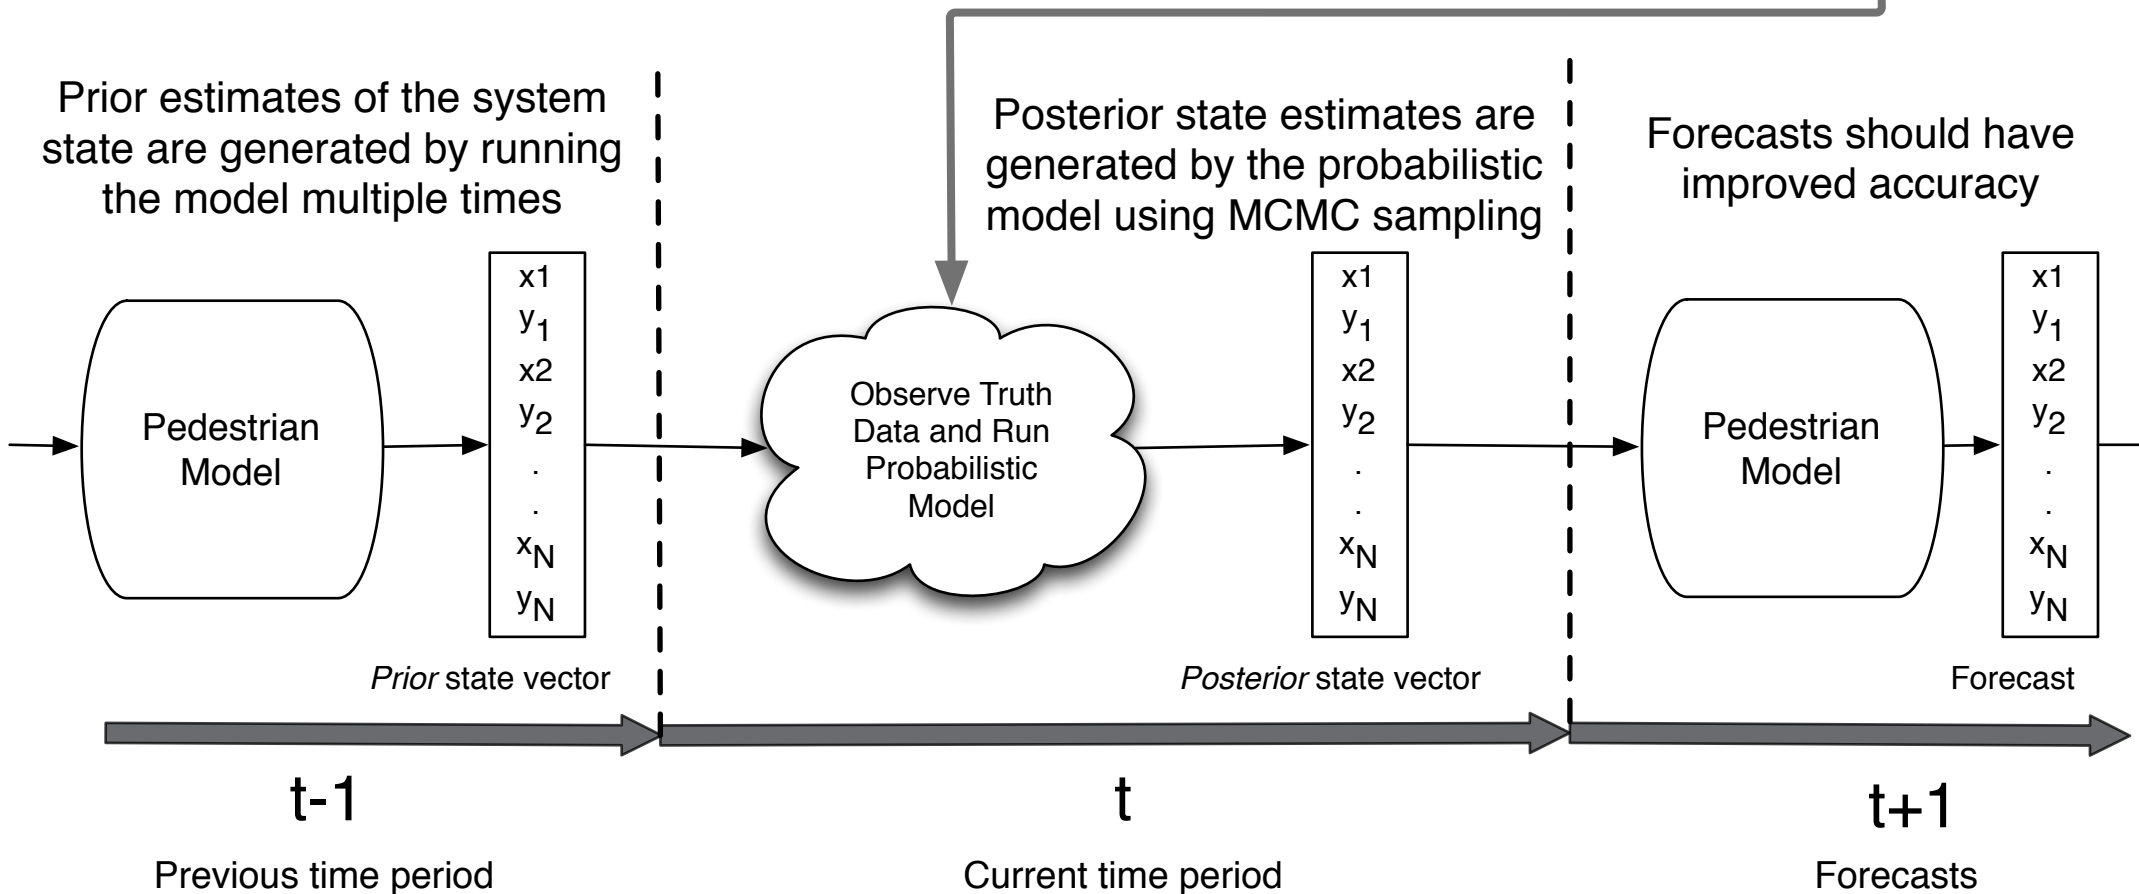 Prior estimates of the system
state are generated by running
the model multiple times
Pedestrian
Model
x1
y1
x2
y2
.
.
xN
yN
Prior state vector
t-1
Previous time period
Posterior state estimates are
generated by the probabilistic
model using MCMC sampling
Observe Truth
Data and Run
Probabilistic
Model
x1
y1
x2
y2
.
.
xN
yN
Posterior state vector
t
Current time period
Forecasts should have
improved accuracy
Pedestrian
Model
x1
y1
x2
y2
.
.
xN
yN
Forecast
t+1
Forecasts